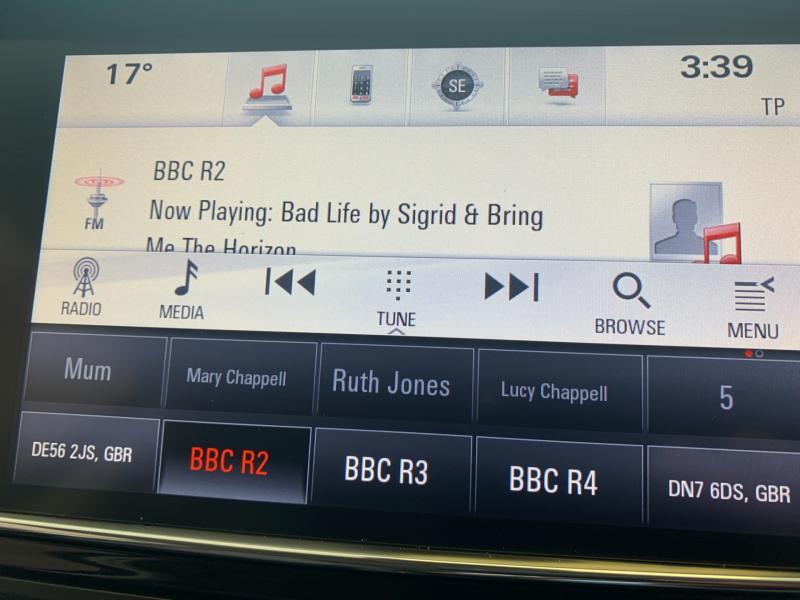 17°
SE
3:39
TP
BBC R2
Now Playing: Bad Life by Sigrid & Bring
Me The Horizon
FM
RADIO
MEDIA
TUNE
BROWSE
MENU
Mum
Mary Chappell
Ruth Jones
Lucy Chappell
5
DE56 2JS, GBR
BBC R2
BBC R3
BBC R4
DN7 6DS, GBR